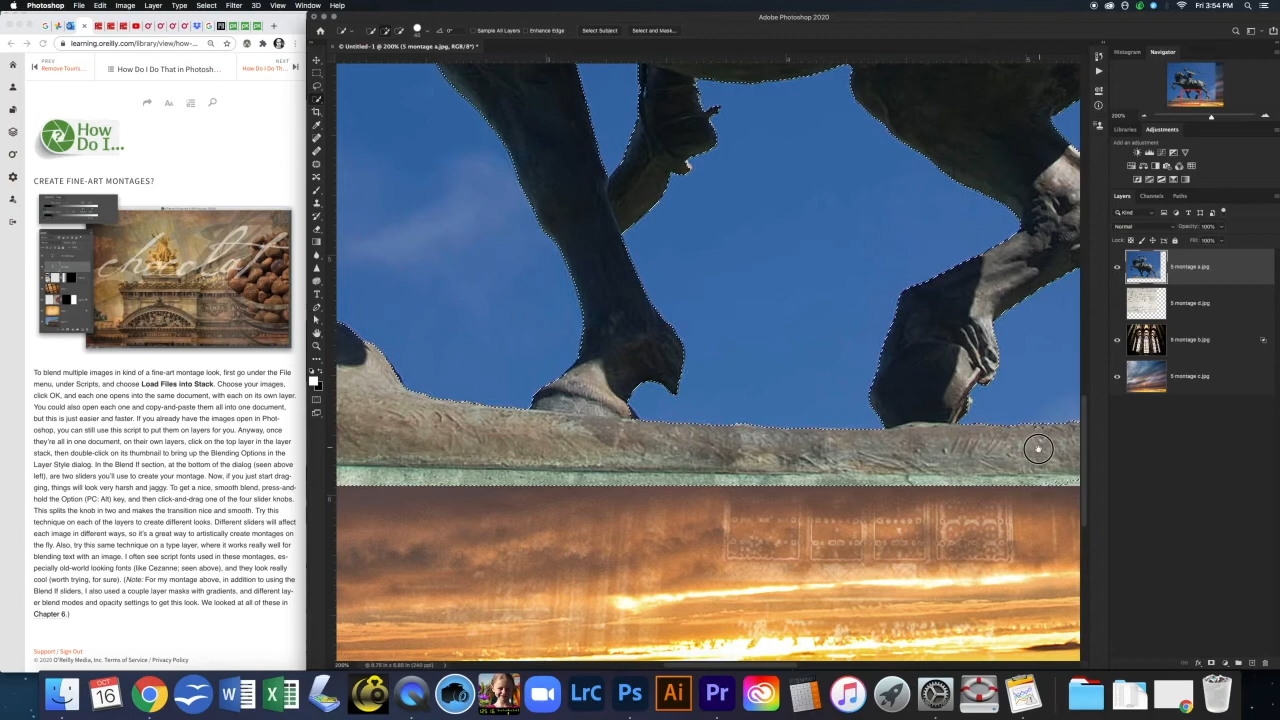 Photoshop
File
Edit
Image
Layer
Type
Select
Filter
3D
View
Window
Help
Fri 3:54 PM
Adobe Photoshop 2020
learning.oreilly.com/library/view/how-...
Sample All Layers
Enhance Edge
Select Subject
Select and Mask...
© Untitled-1 @ 200% (5 montage a.jpg, RGB/8*) *
PREV
Remove Touris...
How Do I Do That in Photosh...
NEXT
How Do I Do Th...
How
Do I...
CREATE FINE-ART MONTAGES?
chocolat
To blend multiple images in kind of a fine-art montage look, first go under the File
menu, under Scripts, and choose Load Files into Stack. Choose your images,
click OK, and each one opens into the same document, with each on its own layer.
You could also open each one and copy-and-paste them all into one document,
but this is just easier and faster. If you already have the images open in Phot-
oshop, you can still use this script to put them on layers for you. Anyway, once
they're all in one document, on their own layers, click on the top layer in the layer
stack, then double-click on its thumbnail to bring up the Blending Options in the
Layer Style dialog. In the Blend If section, at the bottom of the dialog (seen above
left), are two sliders you'll use to create your montage. Now, if you just start drag-
ging, things will look very harsh and jaggy. To get a nice, smooth blend, press-and-
hold the Option (PC: Alt) key, and then click-and-drag one of the four slider knobs.
This splits the knob in two and makes the transition nice and smooth. Try this
technique on each of the layers to create different looks. Different sliders will affect
each image in different ways, so it's a great way to artistically create montages on
the fly. Also, try this same technique on a type layer, where it works really well for
blending text with an image. I often see script fonts used in these montages, es-
pecially old-world looking fonts (like Cezanne; seen above), and they look really
cool (worth trying, for sure). (Note: For my montage above, in addition to using the
Blend If sliders, I also used a couple layer masks with gradients, and different lay-
er blend modes and opacity settings to get this look. We looked at all of these in
Chapter 6.)
Support / Sign Out
© 2020 O'Reilly Media, Inc. Terms of Service / Privacy Policy
Histogram
Navigator
200%
Libraries
Adjustments
Add an adjustment
Layers
Channels
Paths
Kind
Normal
Opacity: 100%
Lock:
Fill: 100%
5 montage a.jpg
5 montage d.jpg
5 montage b.jpg
5 montage c.jpg
200%
OCT
16
LrC
Ps
Ai
Pr